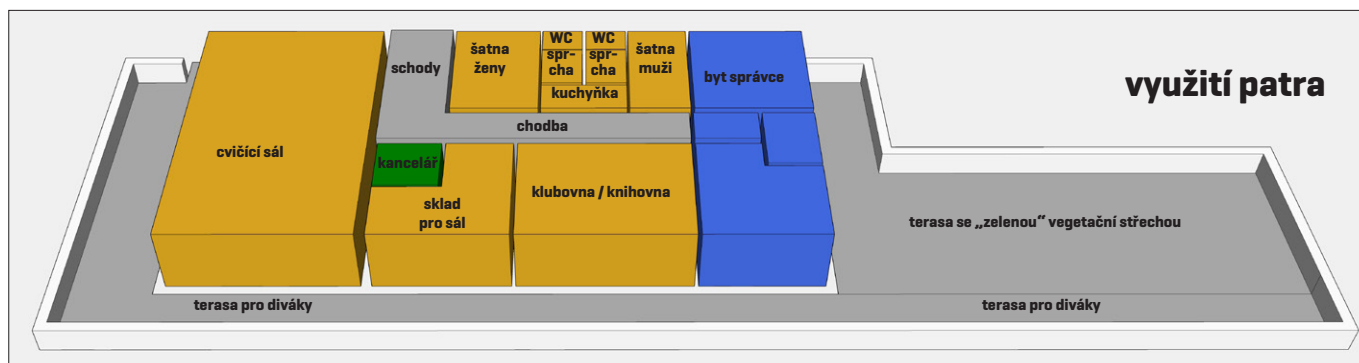 využití patra
WC
WC
šatna
ženy
spr-
cha
spr-
cha
šatna
muži
schody
byt správce
kuchyňka
chodba
cvičící sál
kancelář
klubovna / knihovna
sklad
pro sál
terasa se „zelenou“ vegetační střechou
terasa pro diváky
terasa pro diváky